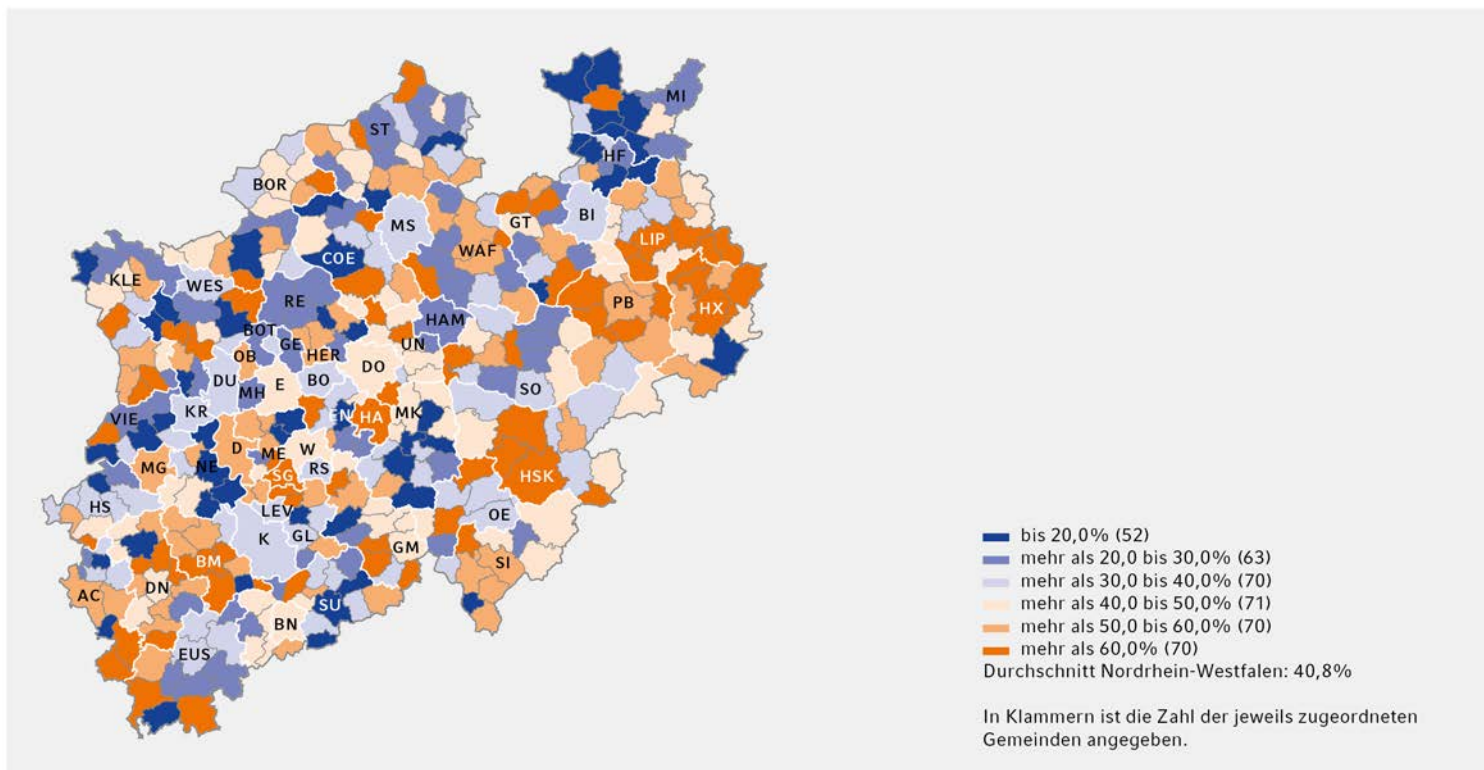 MI
ST
HF
BOR
BI
MS
GT
LIP
WAF
COE
KLE
WES
RE
PB
HX
HAM
BOT
GE
UN
OB
HER
DO
DU
E
BO
SO
MH
KR
VIE
EN
HA
MK
D
W
ME
MG
NE
RS
SG
HSK
HS
LEV
OE
K
GL
GM
BM
SI
DN
AC
SU
BN
EUS
bis 20,0% (52)
mehr als 20,0 bis 30,0% (63)
mehr als 30,0 bis 40,0% (70)
mehr als 40,0 bis 50,0% (71)
mehr als 50,0 bis 60,0% (70)
mehr als 60,0% (70)
Durchschnitt Nordrhein-Westfalen: 40,8%
In Klammern ist die Zahl der jeweils zugeordneten
Gemeinden angegeben.